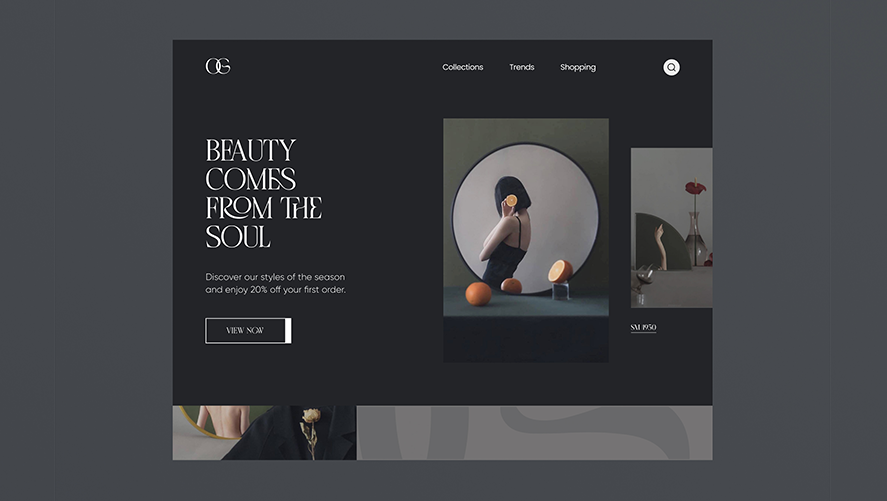 OG
Collections Trends Shopping
BEAUTY
COMES
FROM THE
SOUL
Discover our styles of the season
and enjoy 20% off your first order.
VIEW NOW
SM 1950